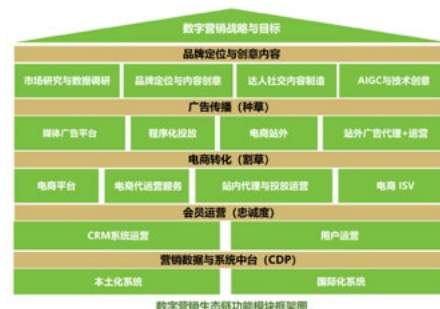 数字营销战略与目标
品牌定位与创意内容
市场研究与数据调研 品牌定位与内容创意 达人社交内容制造 AIGC与技术创意
广告传播（种草）
媒体广告平台 程序化投放 电商站外 站外广告代理+运营
电商转化（割草）
电商平台 电商代运营服务 站内代理与投放运营 电商 ISV
会员运营（忠诚度）
CRM系统运营 用户运营
营销数据与系统中台（CDP）
本土化系统 国际化系统
数字营销生态链功能模块框架图